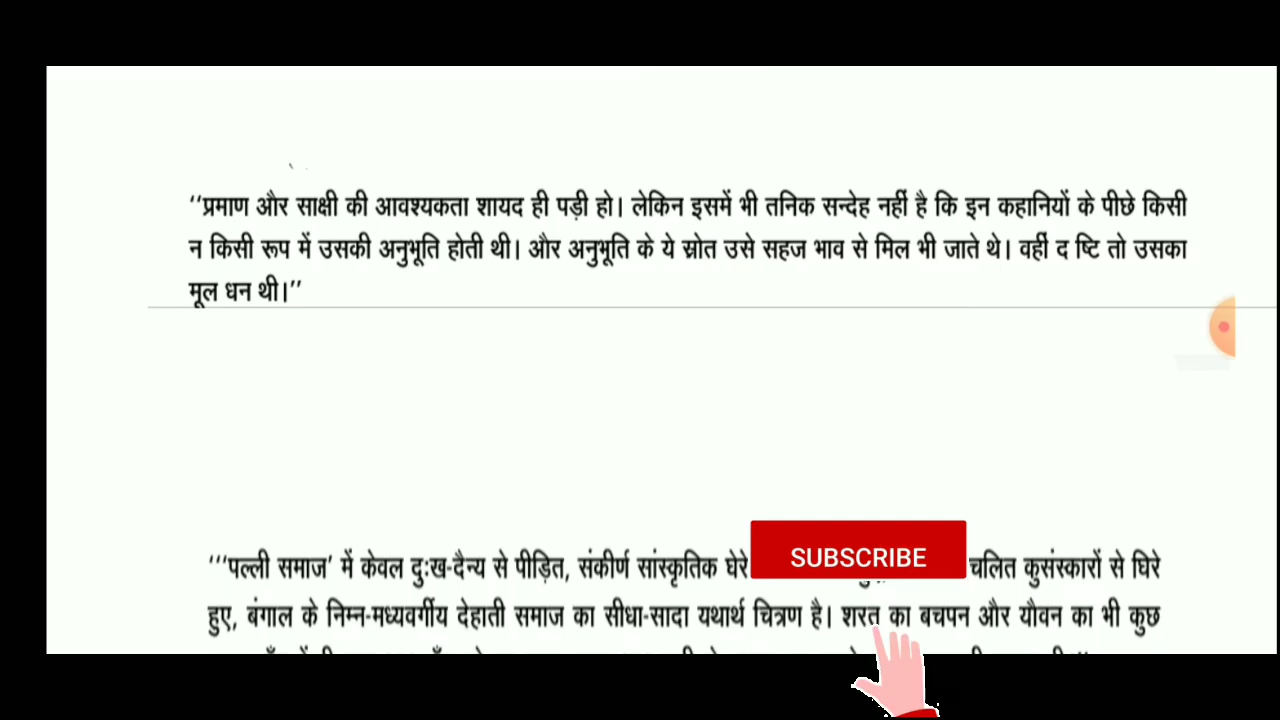 ‘‘प्रमाण और साक्षी की आवश्यकता शायद ही पड़ी हो। लेकिन इसमें भी तनिक सन्देह नहीं है कि इन कहानियों के पीछे किसी
न किसी रूप में उसकी अनुभूति होती थी। और अनुभूति के ये स्रोत उसे सहज भाव से मिल भी जाते थे। वहीं द ष्टि तो उसका
मूल धन थी।’’
‘‘‘पल्ली समाज’ में केवल दुःख-दैन्य से पीड़ित, संकीर्ण सांस्कृतिक घेरे चलित कुसंस्कारों से घिरे
SUBSCRIBE
हुए, बंगाल के निम्न-मध्यवर्गीय देहाती समाज का सीधा-सादा यथार्थ चित्रण है। शरत का बचपन और यौवन का भी कुछ